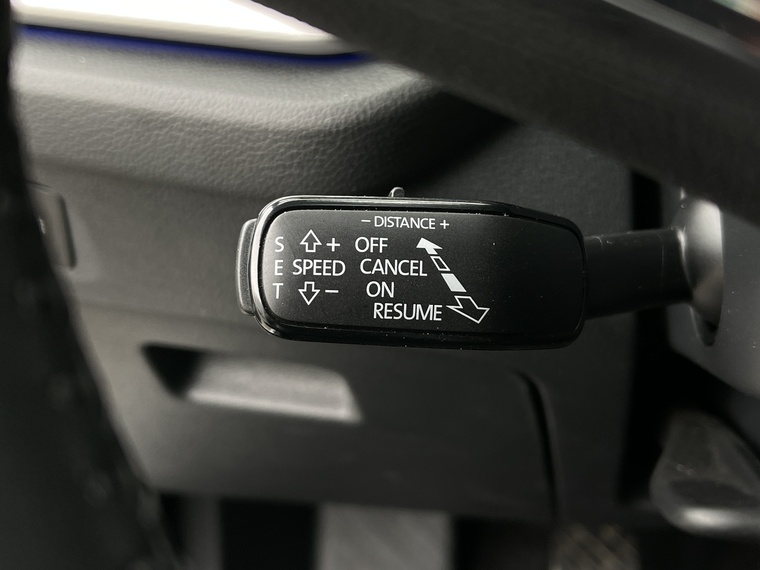 − DISTANCE +
S ⇧ + OFF
E SPEED CANCEL
T ⇩ − ON
RESUME